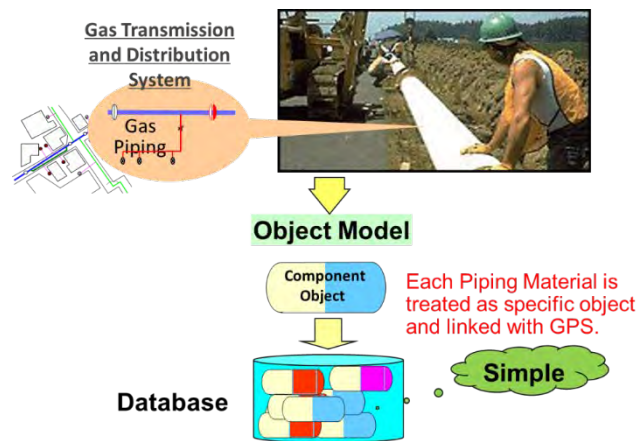 Gas Transmission
and Distribution
System
Gas
Piping
Object Model
Component
Object
Each Piping Material is
treated as specific object
and linked with GPS.
Simple
Database